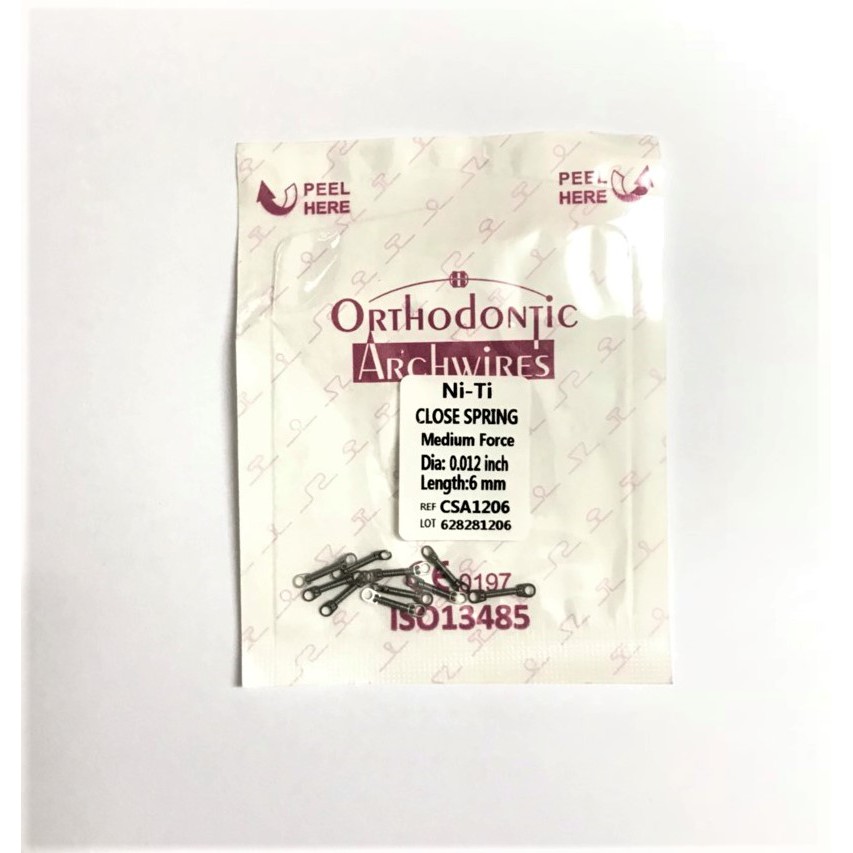 PEEL
HERE
PEEL
HERE
ORTHODONTIC
ARCHWIRES
Ni-Ti
CLOSE SPRING
Medium Force
Dia: 0.012 inch
Length:6 mm
REF CSA1206
LOT 628281206
0197
ISO13485